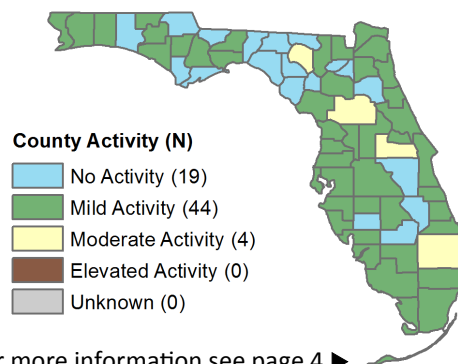 County Activity (N)
No Activity (19)
Mild Activity (44)
Moderate Activity (4)
Elevated Activity (0)
Unknown (0)
more information see page 4 ►